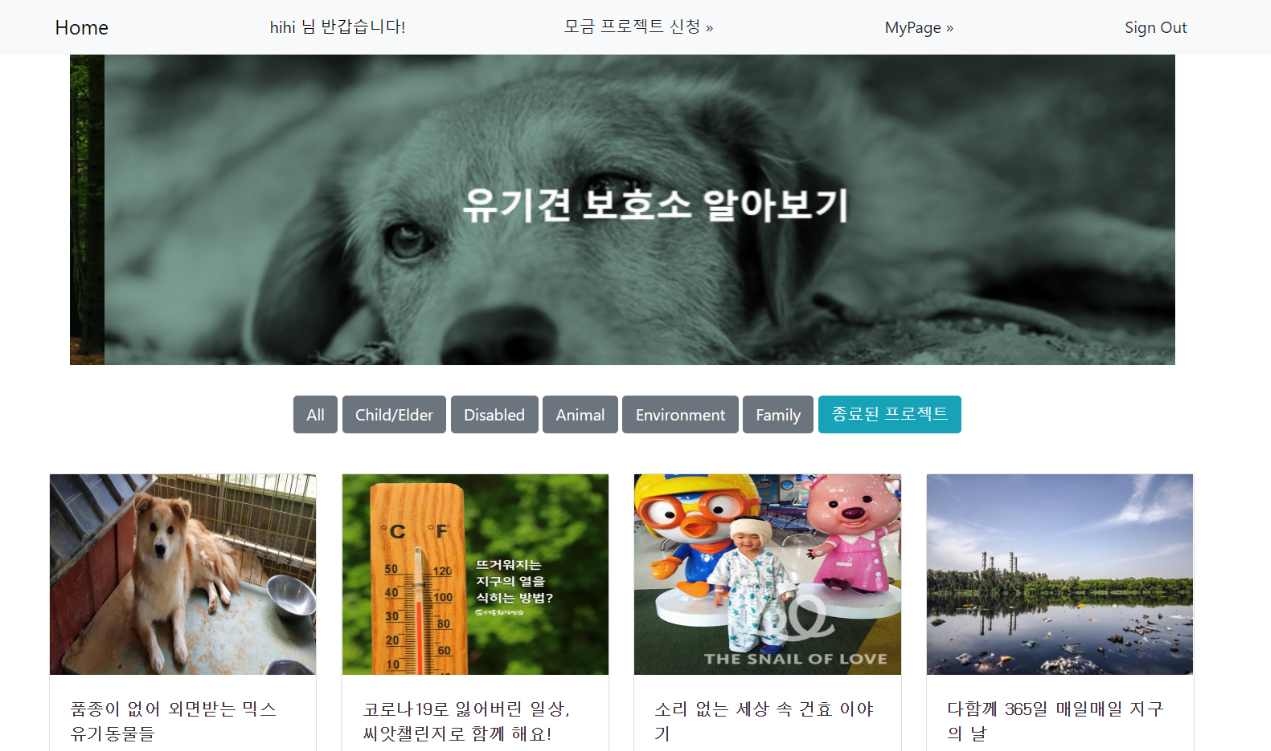 Home
hihi 님 반갑습니다!
모금 프로젝트 신청 »
MyPage »
Sign Out
유기견 보호소 알아보기
All
Child/Elder
Disabled
Animal
Environment
Family
종료된 프로젝트
°C °F
50 120
40 100
30 80
20 60
10
뜨거워지는
지구의 열을
식히는 방법?
THE SNAIL OF LOVE
품종이 없어 외면받는 믹스
유기동물들
코로나19로 잃어버린 일상,
씨앗챌린지로 함께 해요!
소리 없는 세상 속 건효 이야
기
다함께 365일 매일매일 지구
의 날